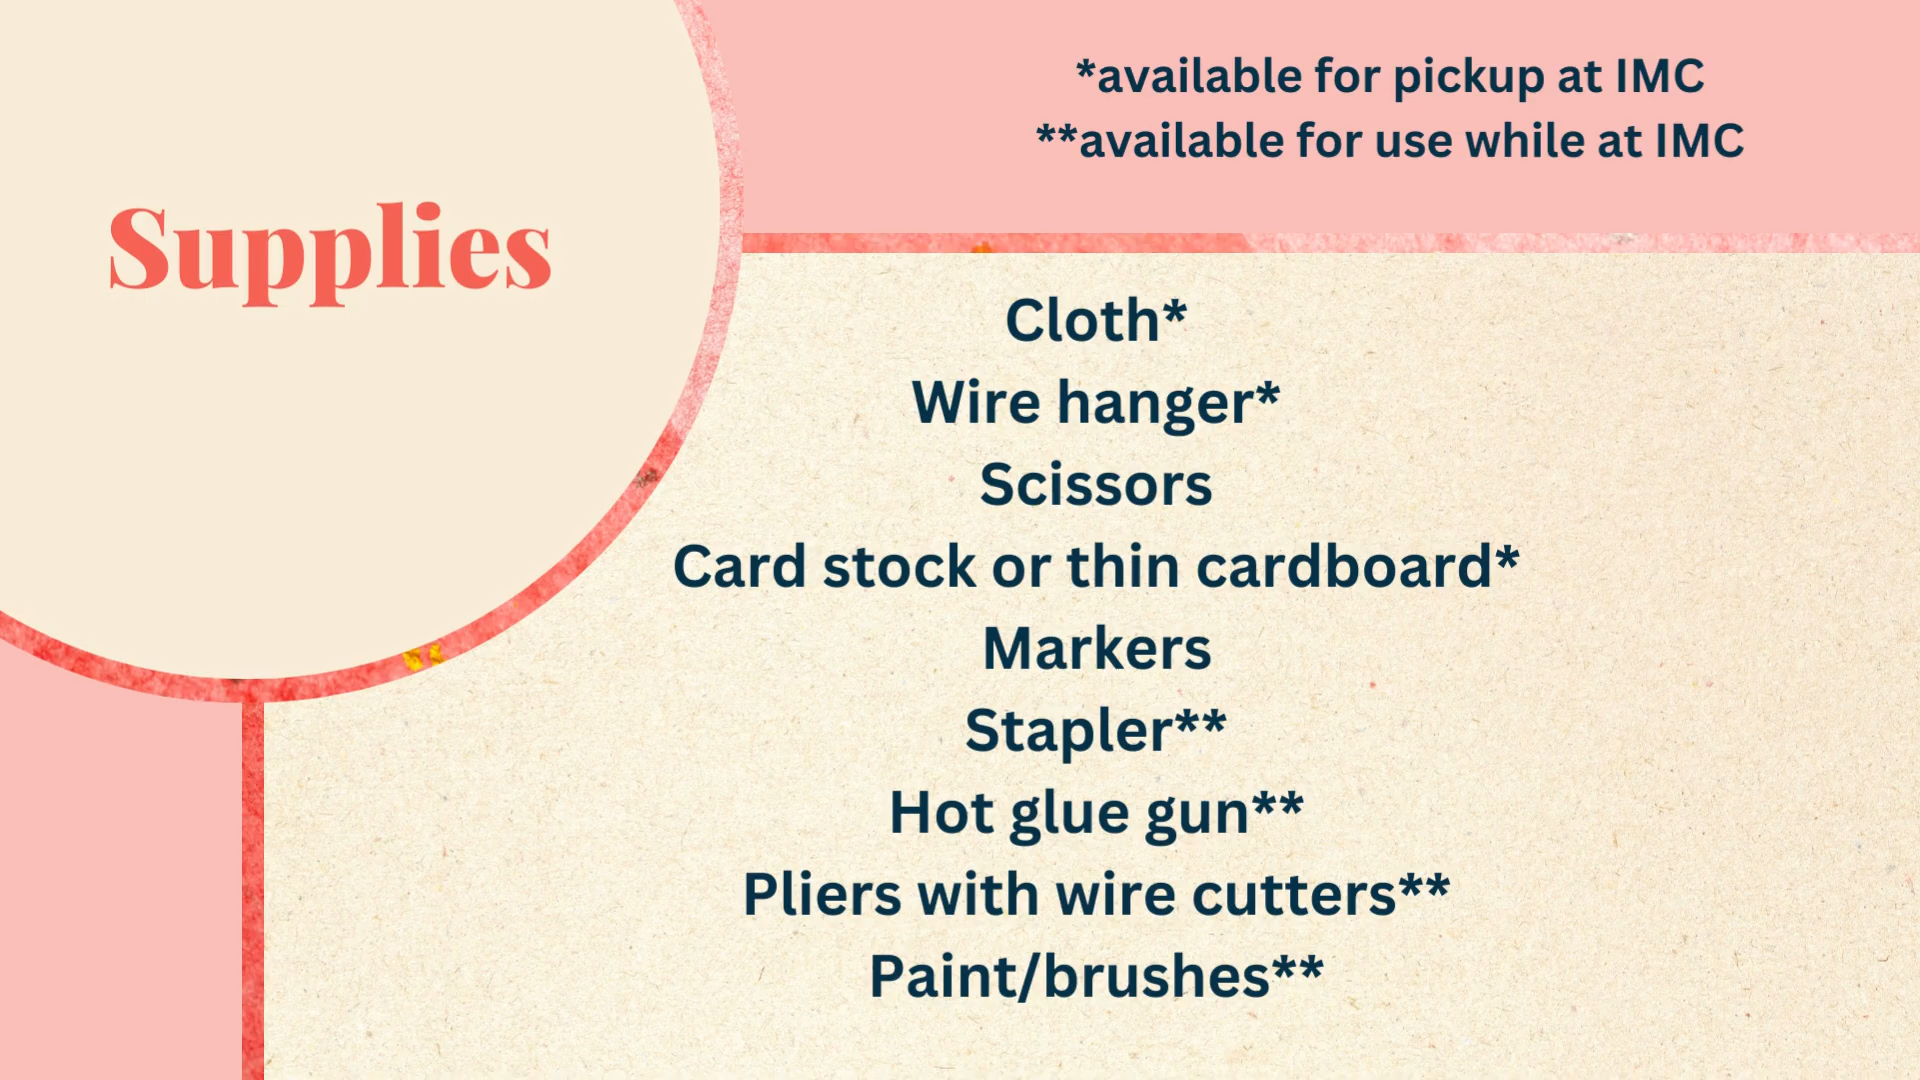 Supplies
*available for pickup at IMC
**available for use while at IMC
Cloth*
Wire hanger*
Scissors
Card stock or thin cardboard*
Markers
Stapler**
Hot glue gun**
Pliers with wire cutters**
Paint/brushes**